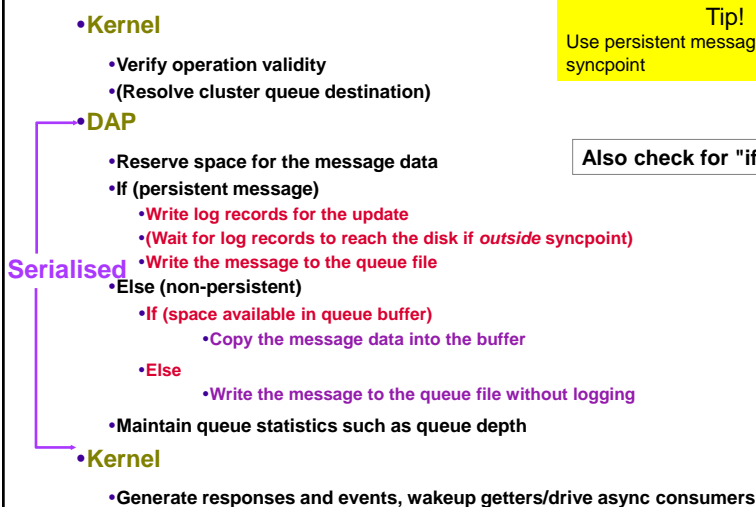 •Kernel
Tip!
Use persistent messag
syncpoint
•Verify operation validity
•(Resolve cluster queue destination)
•DAP
•Reserve space for the message data
Also check for "if
•If (persistent message)
•Write log records for the update
•(Wait for log records to reach the disk if outside syncpoint)
Serialised
•Write the message to the queue file
•Else (non-persistent)
•If (space available in queue buffer)
•Copy the message data into the buffer
•Else
•Write the message to the queue file without logging
•Maintain queue statistics such as queue depth
•Kernel
•Generate responses and events, wakeup getters/drive async consumers